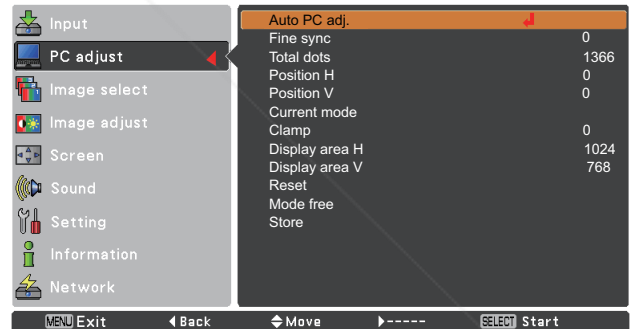 Input
PC adjust
Image select
Image adjust
Screen
Sound
Setting
Information
Network
Auto PC adj.
Fine sync 0
Total dots 1366
Position H 0
Position V 0
Current mode
Clamp 0
Display area H 1024
Display area V 768
Reset
Mode free
Store
MENU Exit Back Move ----- SELECT Start